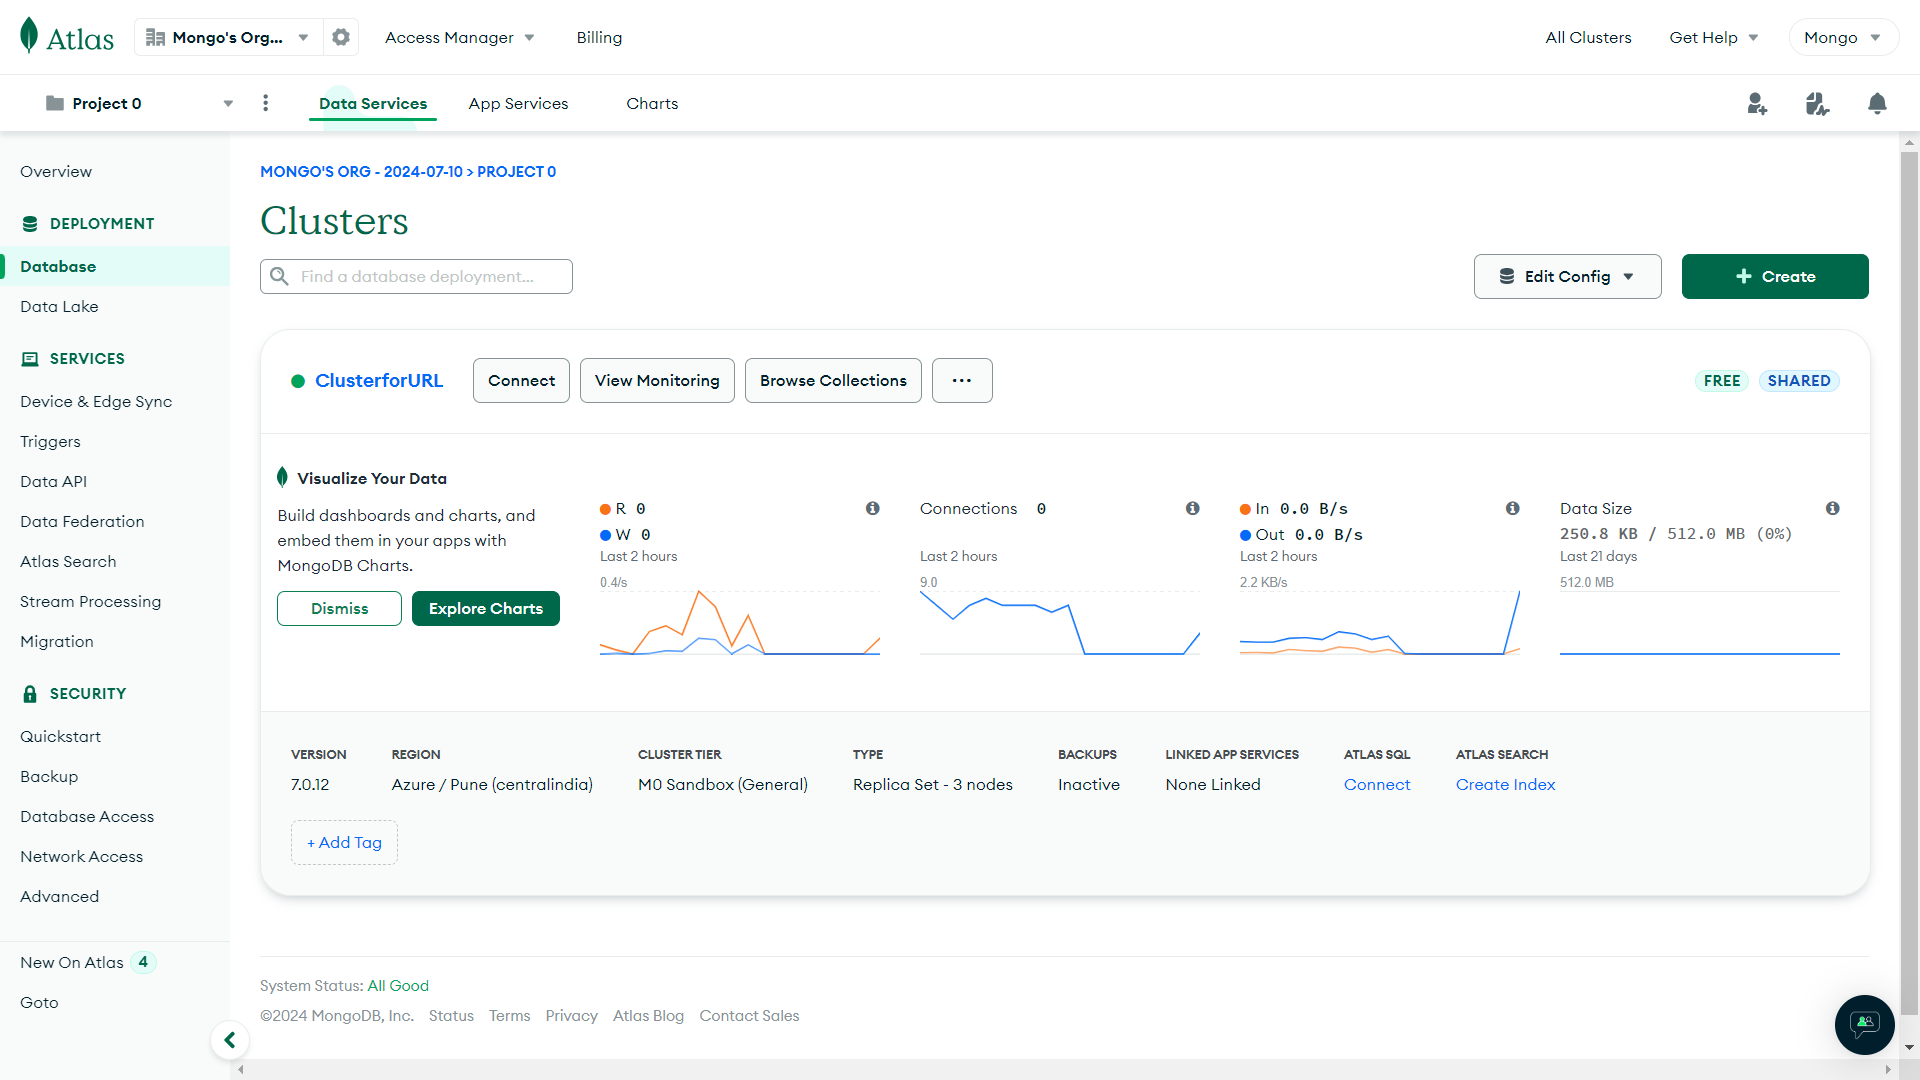 Atlas
Mongo's Org...
Access Manager
Billing
All Clusters
Get Help
Mongo
Project 0
Data Services
App Services
Charts
Overview
DEPLOYMENT
Database
Data Lake
SERVICES
Device & Edge Sync
Triggers
Data API
Data Federation
Atlas Search
Stream Processing
Migration
SECURITY
Quickstart
Backup
Database Access
Network Access
Advanced
New On Atlas 4
Goto
MONGO'S ORG - 2024-07-10 > PROJECT 0
Clusters
Find a database deployment...
Edit Config
+ Create
ClusterforURL
Connect
View Monitoring
Browse Collections
...
FREE
SHARED
Visualize Your Data
Build dashboards and charts, and
embed them in your apps with
MongoDB Charts.
Dismiss
Explore Charts
R 0
W 0
Last 2 hours
0.4/s
Connections 0
Last 2 hours
9.0
In 0.0 B/s
Out 0.0 B/s
Last 2 hours
2.2 KB/s
Data Size
250.8 KB / 512.0 MB (0%)
Last 21 days
512.0 MB
VERSION
7.0.12
REGION
Azure / Pune (centralindia)
CLUSTER TIER
M0 Sandbox (General)
TYPE
Replica Set - 3 nodes
BACKUPS
Inactive
LINKED APP SERVICES
None Linked
ATLAS SQL
Connect
ATLAS SEARCH
Create Index
+ Add Tag
System Status: All Good
©2024 MongoDB, Inc. Status Terms Privacy Atlas Blog Contact Sales